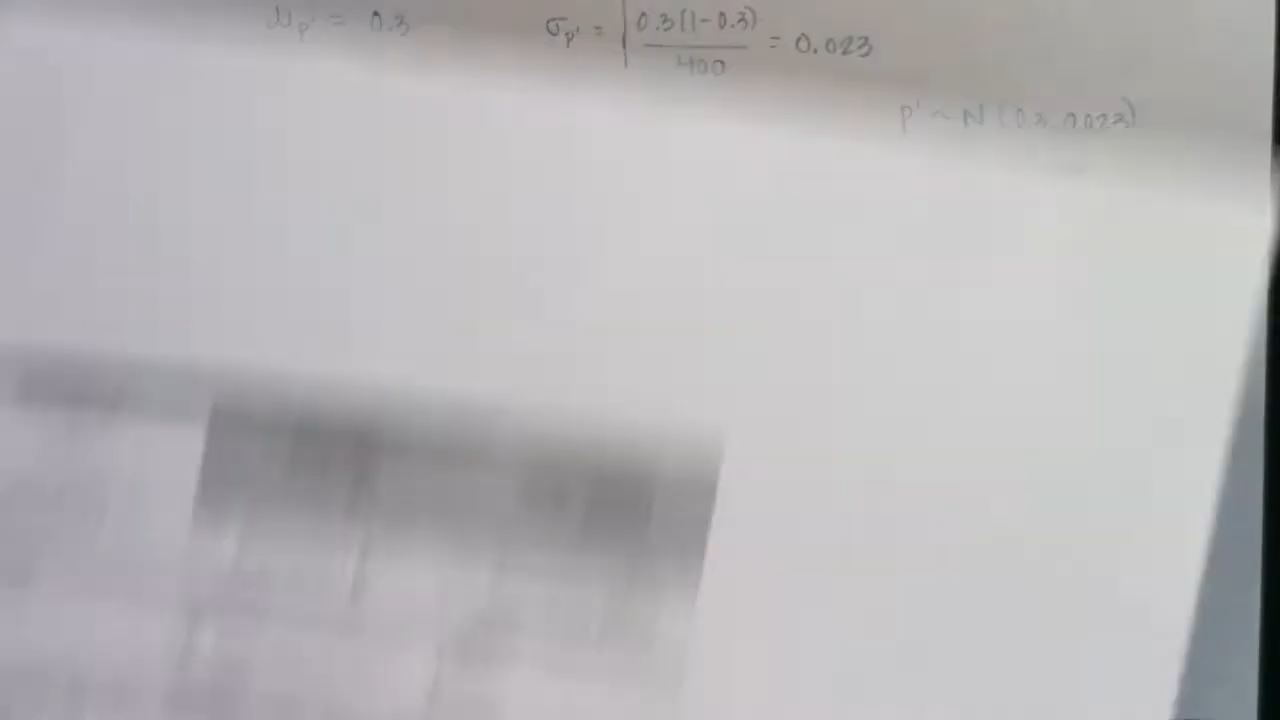 μp' = 0.3 σp' = √0.3(1-0.3)/400 = 0.023
p' ~ N(0.3, 0.023)